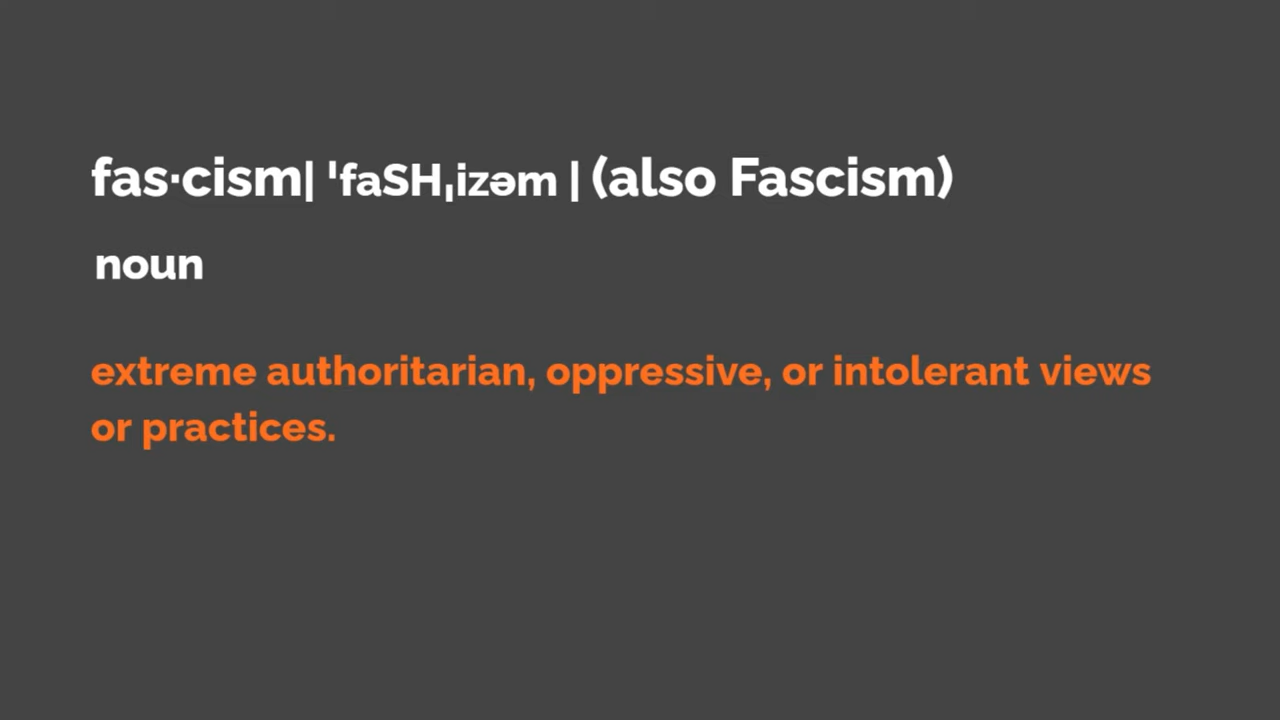 fas·cism| ˈfaSHˌizəm | (also Fascism)
noun
extreme authoritarian, oppressive, or intolerant views
or practices.